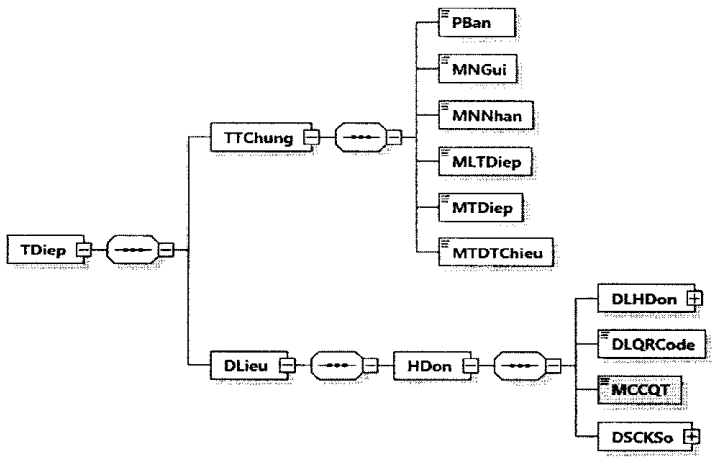 PBan
MNGui
MNNhan
TTChung
MLTDiep
MTDiep
TDiep
MTDTChieu
DLHDon
DLQRCode
DLieu
HDon
MCCQT
DSCKSo